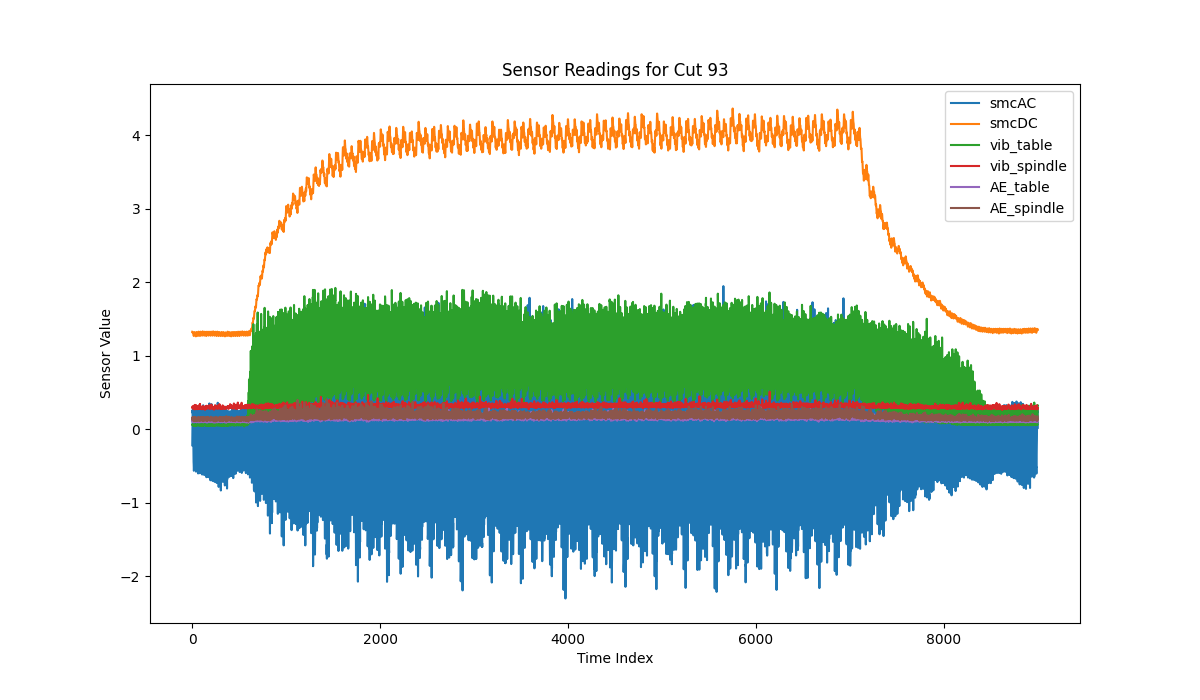 Sensor Readings for Cut 93
smcAC
smcDC
vib_table
vib_spindle
AE_table
AE_spindle
4
3
2
1
0
−1
−2
Sensor Value
0 2000 4000 6000 8000
Time Index